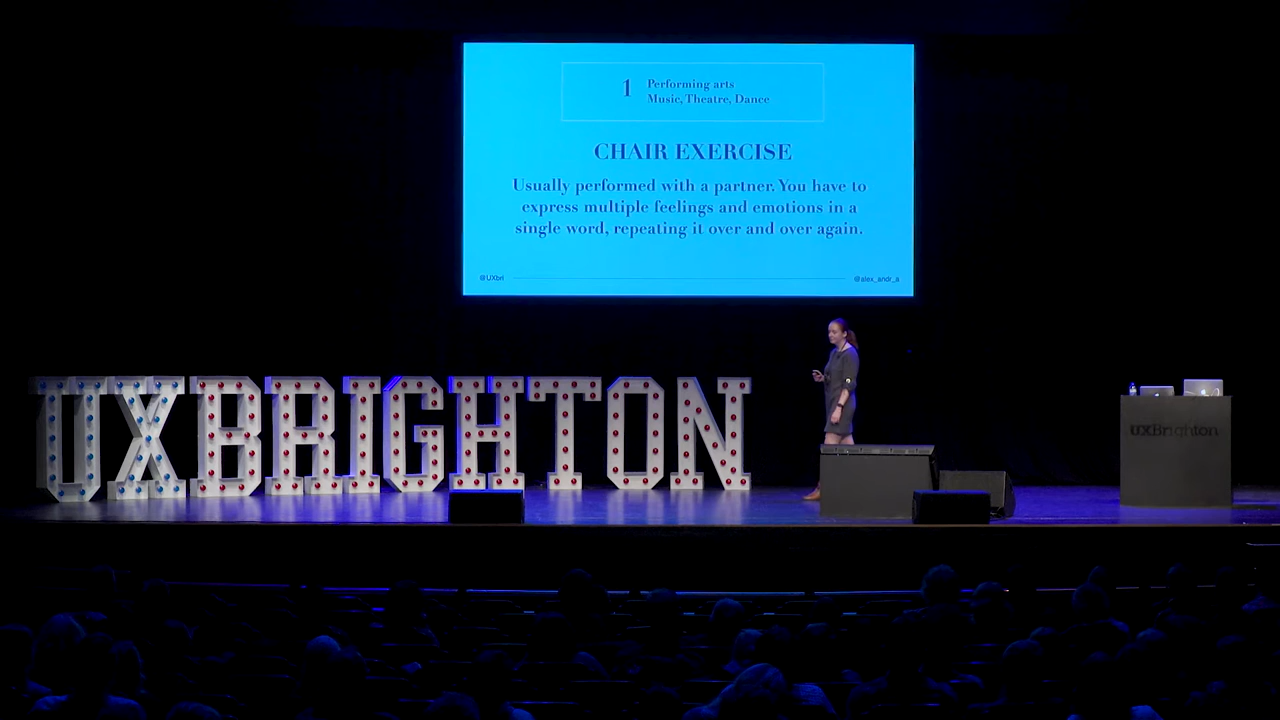 1
Performing arts
Music, Theatre, Dance
CHAIR EXERCISE
Usually performed with a partner. You have to
express multiple feelings and emotions in a
single word, repeating it over and over again.
@UXbri
@alex_andr_a
UXBRIGHTON
UXBrighton